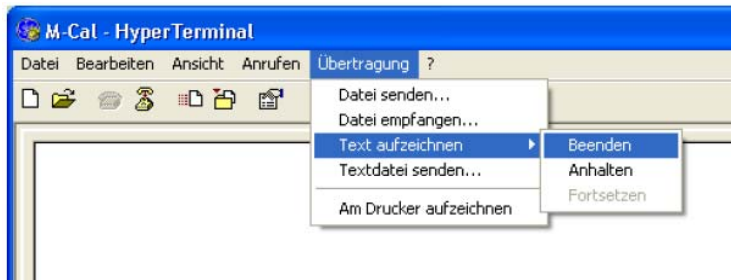 M-Cal - HyperTerminal
Datei Bearbeiten Ansicht Anrufen Übertragung ?
Datei senden...
Datei empfangen...
Text aufzeichnen
Beenden
Textdatei senden...
Anhalten
Fortsetzen
Am Drucker aufzeichnen